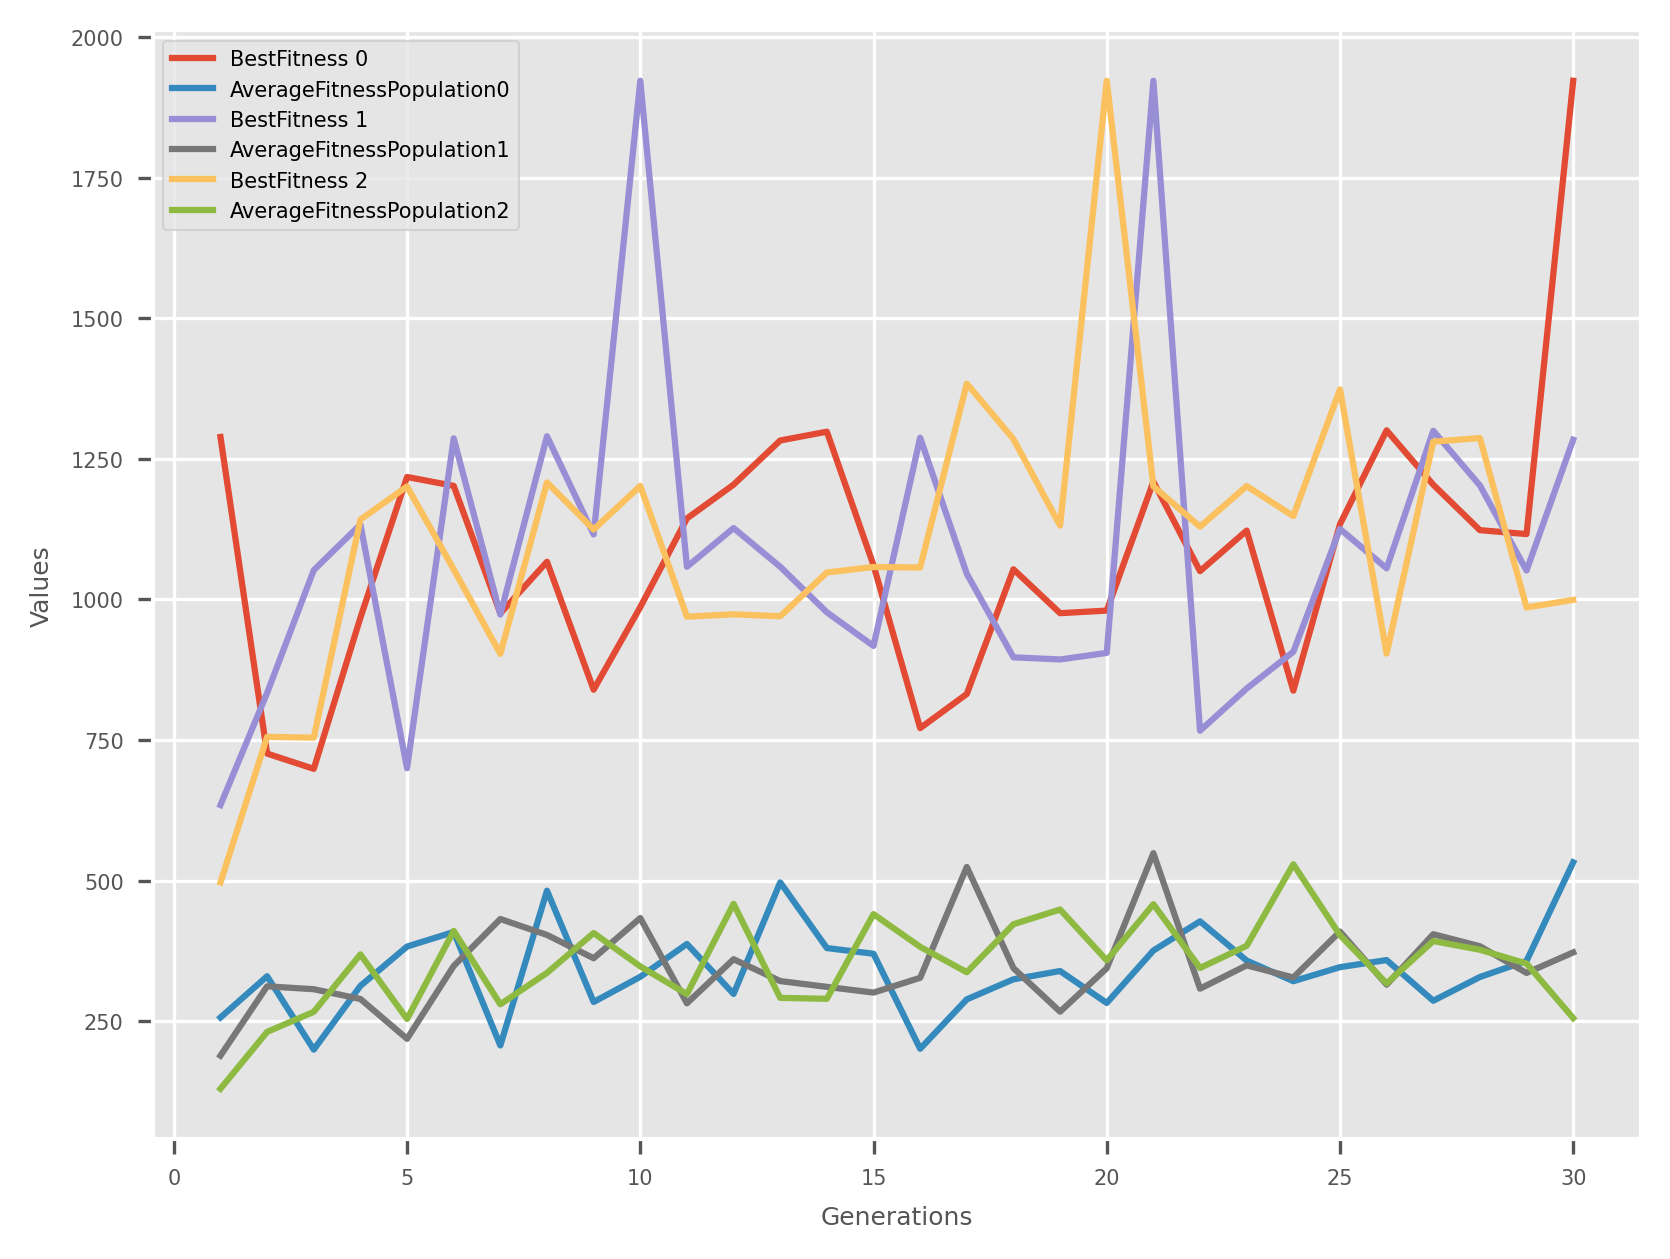 2000
1750
1500
1250
1000
750
500
250
Values
BestFitness 0
AverageFitnessPopulation0
BestFitness 1
AverageFitnessPopulation1
BestFitness 2
AverageFitnessPopulation2
0 5 10 15 20 25 30
Generations